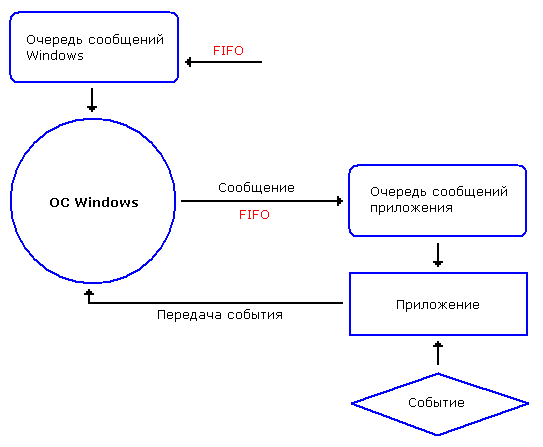 Очередь сообщений
Windows
FIFO
ОС Windows
Сообщение
FIFO
Очередь сообщений
приложения
Приложение
Передача события
Событие